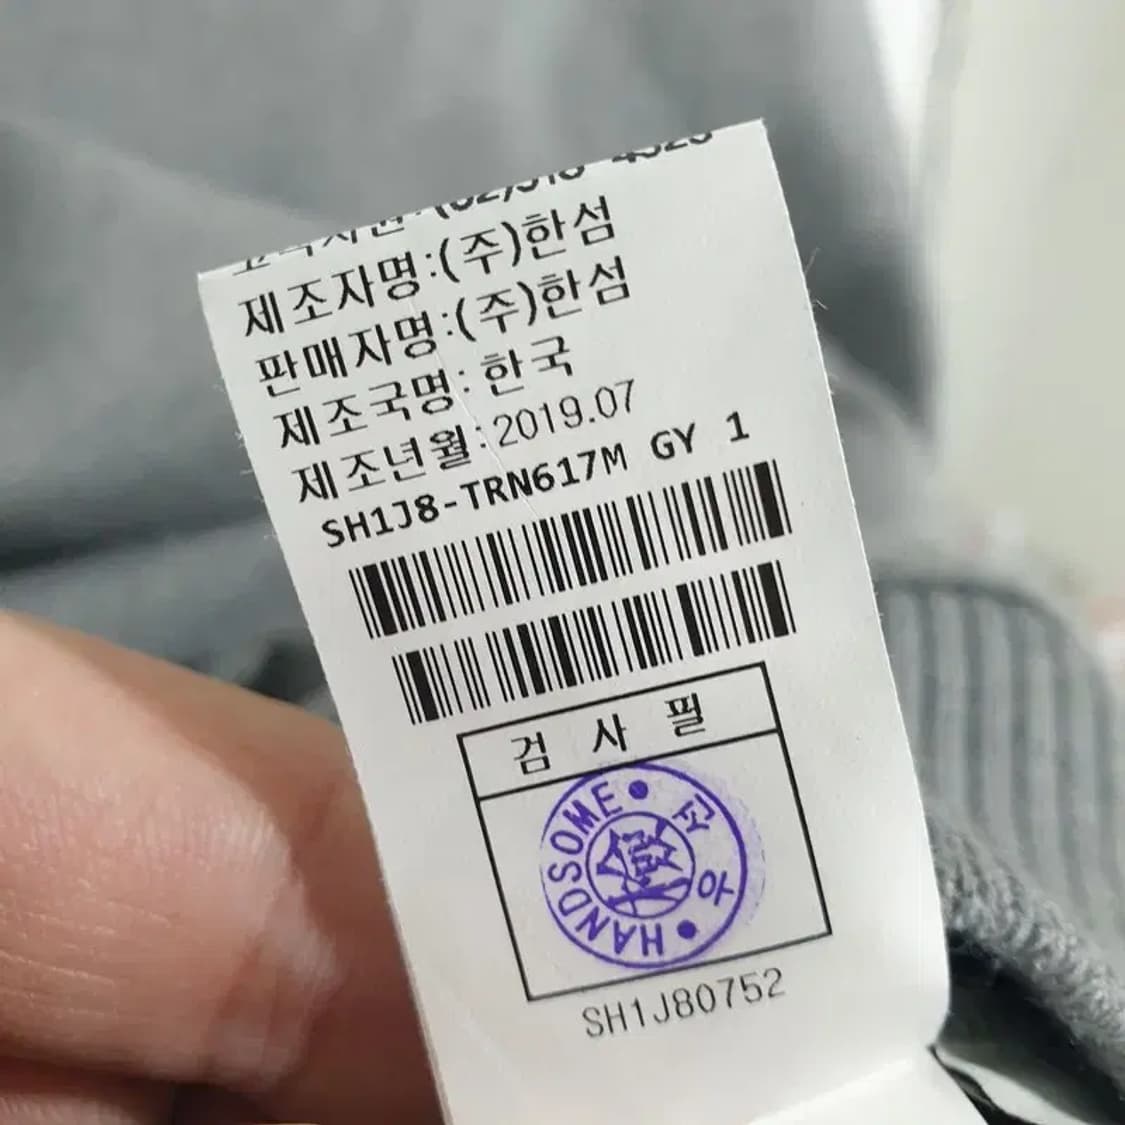 제조자명:(주)한섬
판매자명:(주)한섬
제조국명: 한국
제조년월:2019.07
SH1J8-TRN617M GY 1
검 사 필
HANDSOME
SH1J80752